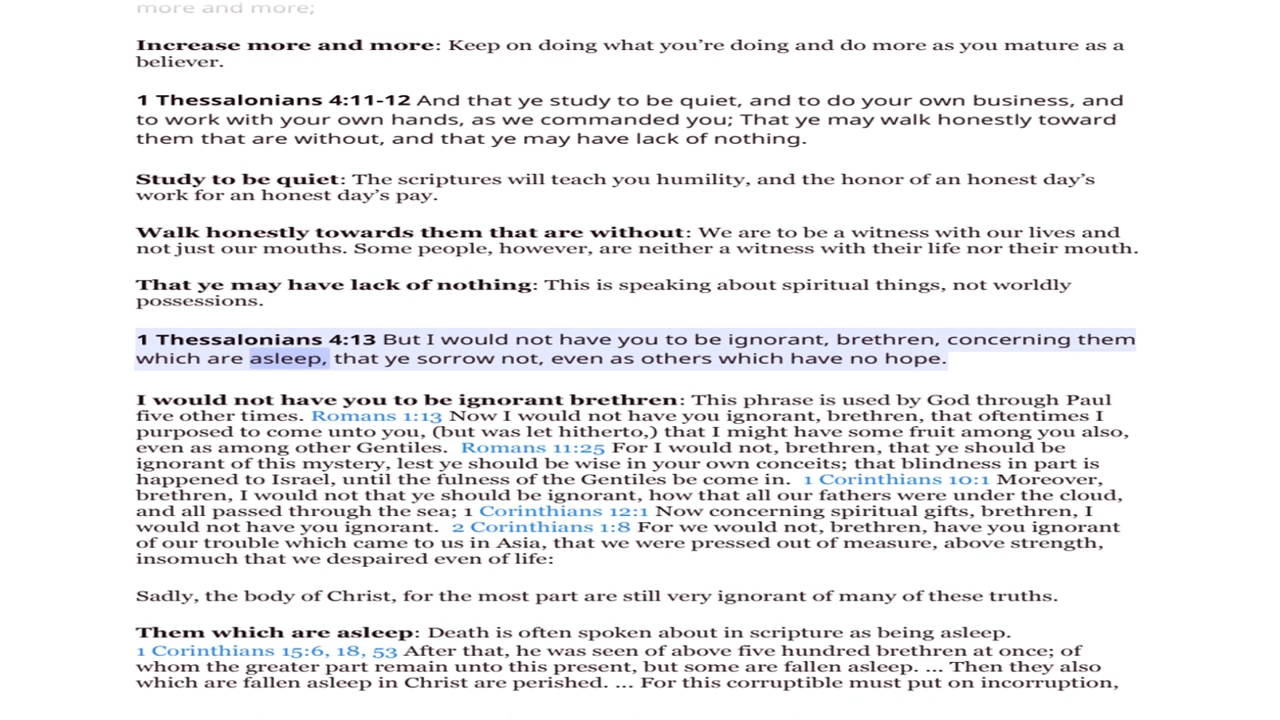 more and more;
Increase more and more: Keep on doing what you're doing and do more as you mature as a
believer.
1 Thessalonians 4:11-12 And that ye study to be quiet, and to do your own business, and
to work with your own hands, as we commanded you; That ye may walk honestly toward
them that are without, and that ye may have lack of nothing.
Study to be quiet: The scriptures will teach you humility, and the honor of an honest day's
work for an honest day's pay.
Walk honestly towards them that are without: We are to be a witness with our lives and
not just our mouths. Some people, however, are neither a witness with their life nor their mouth.
That ye may have lack of nothing: This is speaking about spiritual things, not worldly
possessions.
1 Thessalonians 4:13 But I would not have you to be ignorant, brethren, concerning them
which are asleep, that ye sorrow not, even as others which have no hope.
I would not have you to be ignorant brethren: This phrase is used by God through Paul
five other times. Romans 1:13 Now I would not have you ignorant, brethren, that oftentimes I
purposed to come unto you, (but was let hitherto,) that I might have some fruit among you also,
even as among other Gentiles. Romans 11:25 For I would not, brethren, that ye should be
ignorant of this mystery, lest ye should be wise in your own conceits; that blindness in part is
happened to Israel, until the fulness of the Gentiles be come in. 1 Corinthians 10:1 Moreover,
brethren, I would not that ye should be ignorant, how that all our fathers were under the cloud,
and all passed through the sea; 1 Corinthians 12:1 Now concerning spiritual gifts, brethren, I
would not have you ignorant. 2 Corinthians 1:8 For we would not, brethren, have you ignorant
of our trouble which came to us in Asia, that we were pressed out of measure, above strength,
insomuch that we despaired even of life:
Sadly, the body of Christ, for the most part are still very ignorant of many of these truths.
Them which are asleep: Death is often spoken about in scripture as being asleep.
1 Corinthians 15:6, 18, 53 After that, he was seen of above five hundred brethren at once; of
whom the greater part remain unto this present, but some are fallen asleep. ... Then they also
which are fallen asleep in Christ are perished. ... For this corruptible must put on incorruption,